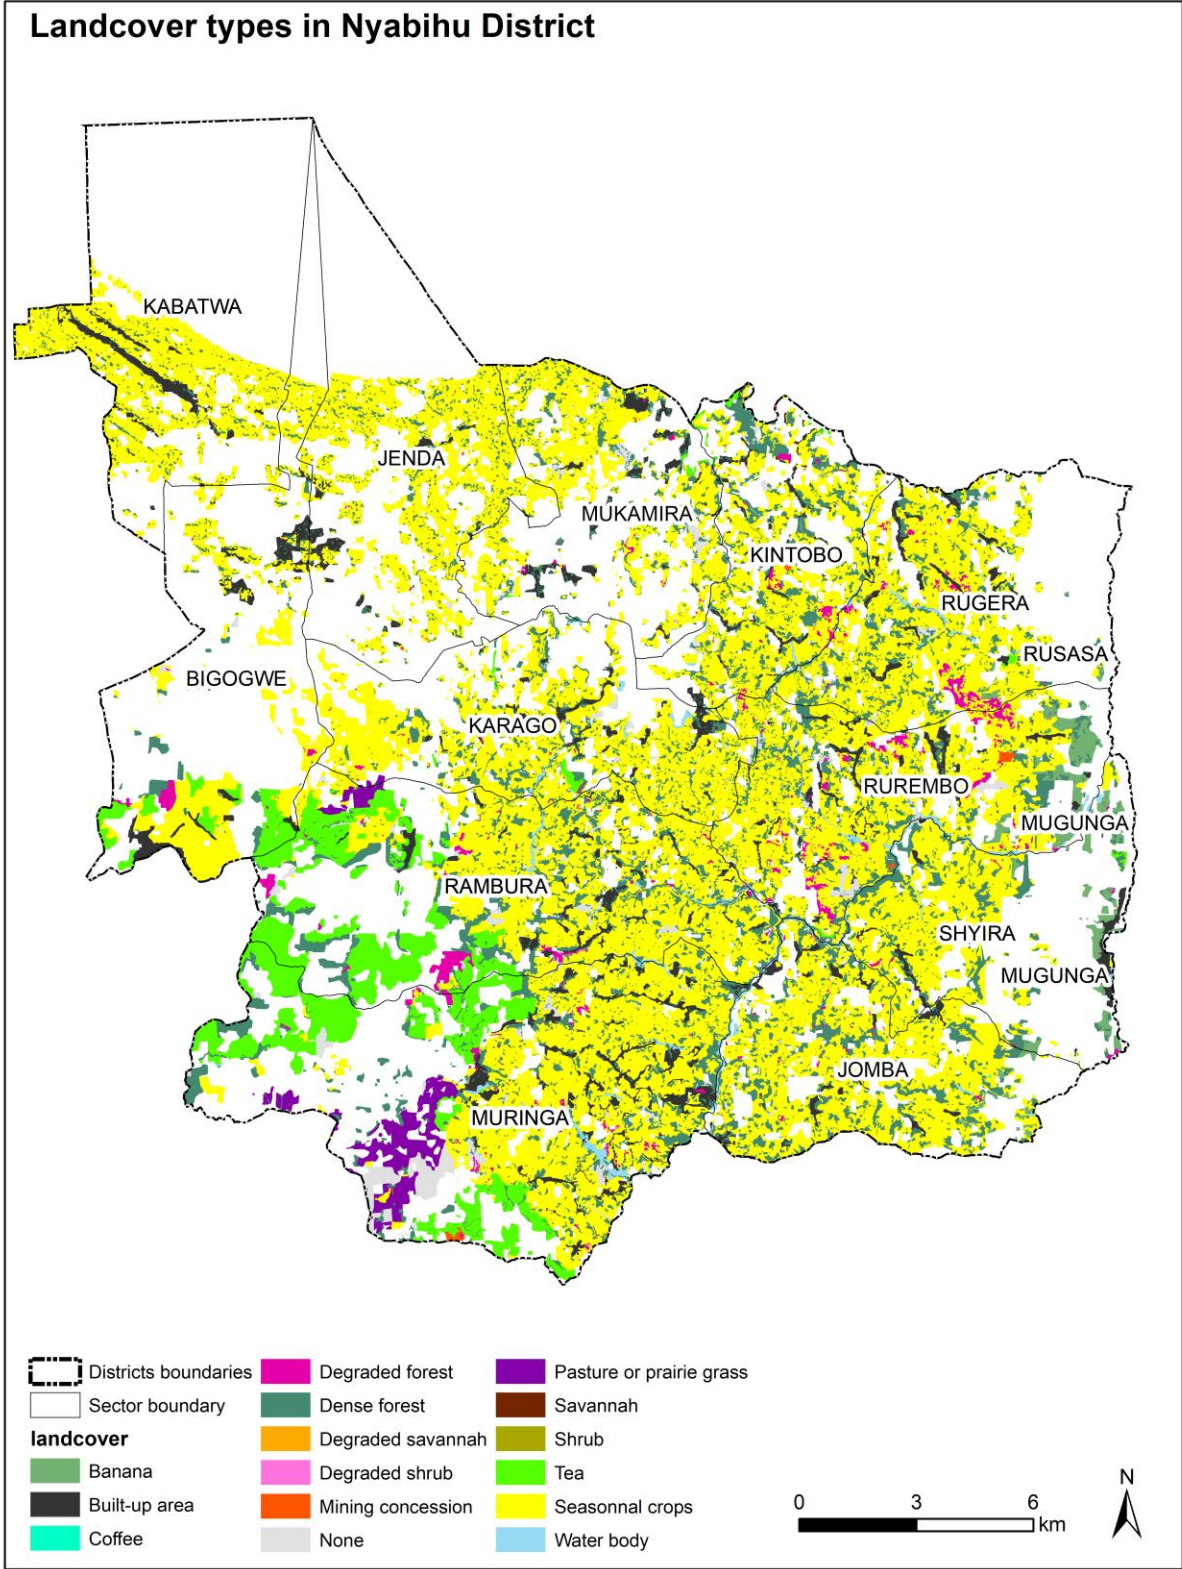 Landcover types in Nyabihu District
KABATWA
JENDA
MUKAMIRA
KINTOBO
RUGERA
RUSASA
BIGOGWE
KARAGO
RUREMBO
MUGUNGA
RAMBURA
SHYIRA
MUGUNGA
JOMBA
MURINGA
Districts boundaries
Sector boundary
landcover
Banana
Built-up area
Coffee
Degraded forest
Dense forest
Degraded savannah
Degraded shrub
Mining concession
None
Pasture or prairie grass
Savannah
Shrub
Tea
Seasonnal crops
Water body
0 3 6
km
N